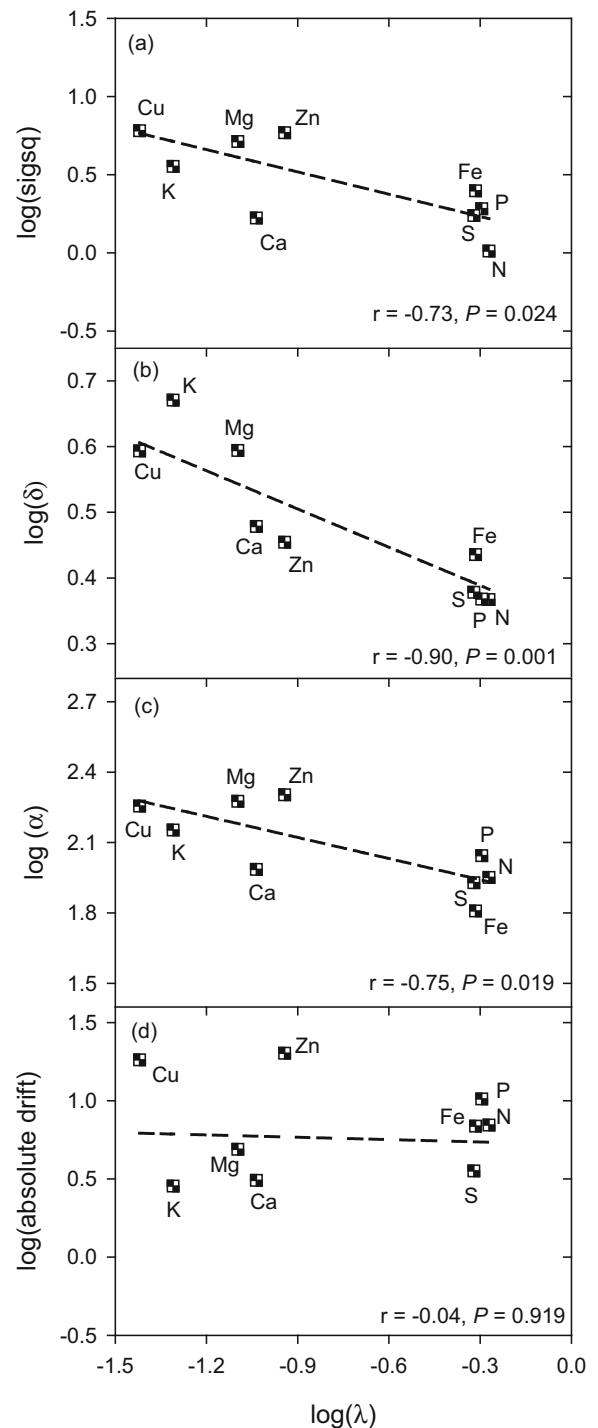 (a)
1.5
1.0
0.5
0.0
-0.5
log(sigsq)
Cu
K
Mg
Zn
Ca
Fe
P
S
N
r = -0.73, P = 0.024
(b)
0.7
0.6
0.5
0.4
0.3
log(δ)
K
Cu
Mg
Ca
Zn
Fe
S
P
N
r = -0.90, P = 0.001
(c)
2.7
2.4
2.1
1.8
1.5
log (α)
Cu
K
Mg
Zn
Ca
P
N
S
Fe
r = -0.75, P = 0.019
(d)
1.5
1.0
0.5
0.0
-0.5
log(absolute drift)
Cu
Zn
K
Mg
Ca
P
Fe
N
S
r = -0.04, P = 0.919
-1.5 -1.2 -0.9 -0.6 -0.3 0.0
log(λ)